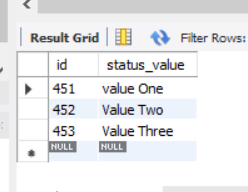 Result Grid Filter Rows:
id status_value
451 value One
452 Value Two
453 Value Three
NULL NULL